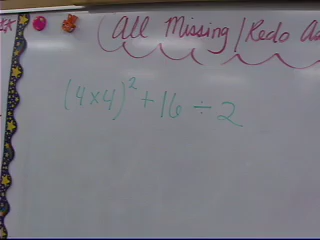 All Missing/Redo
(4×4)² + 16 ÷ 2